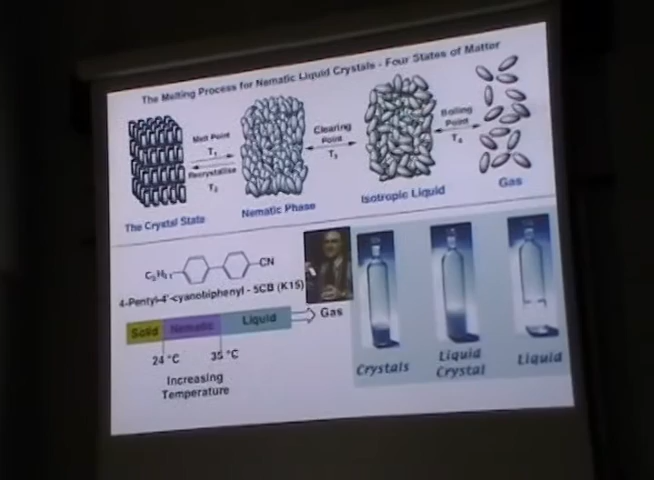 The Melting Process for Nematic Liquid Crystals - Four States of Matter
Melt Point
T1
Recrystallise
T2
Clearing
Point
T3
Boiling
Point
T4
The Crystal State
Nematic Phase
Isotropic Liquid
Gas
C5H11
CN
4-Pentyl-4'-cyanobiphenyl - 5CB (K15)
Solid
Nematic
Liquid
Gas
24 °C
35 °C
Increasing
Temperature
Crystals
Liquid
Crystal
Liquid